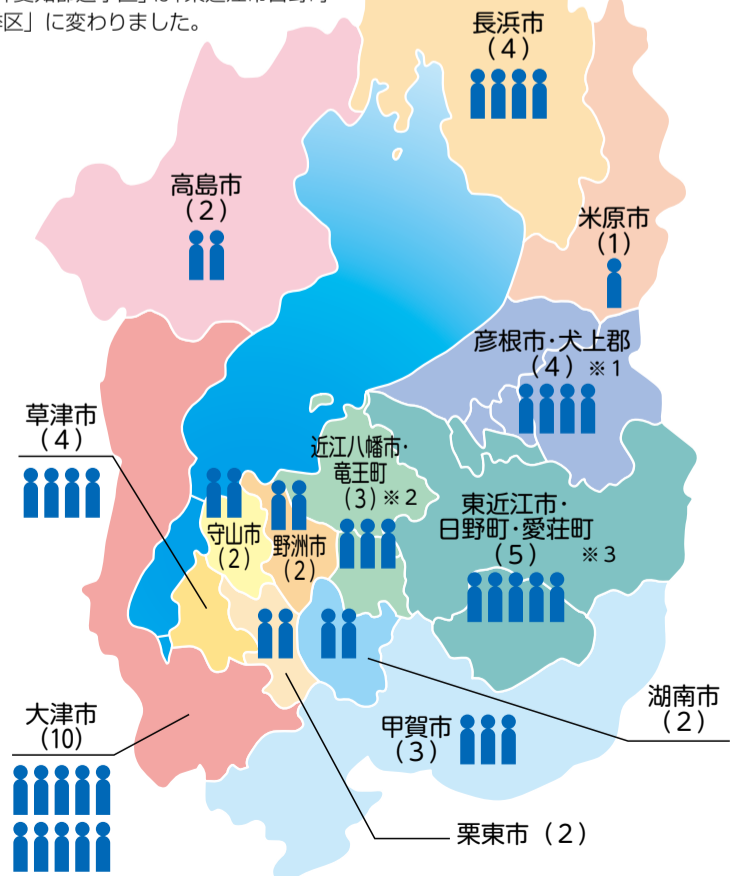 区」に変わりました。
長浜市
(4)
高島市
(2)
米原市
(1)
彦根市・犬上郡
(4)※1
草津市
(4)
近江八幡市・
竜王町
(3)※2
東近江市・
日野町・愛荘町
(5) ※3
守山市
(2)
野洲市
(2)
大津市
(10)
甲賀市
(3)
湖南市
(2)
栗東市(2)